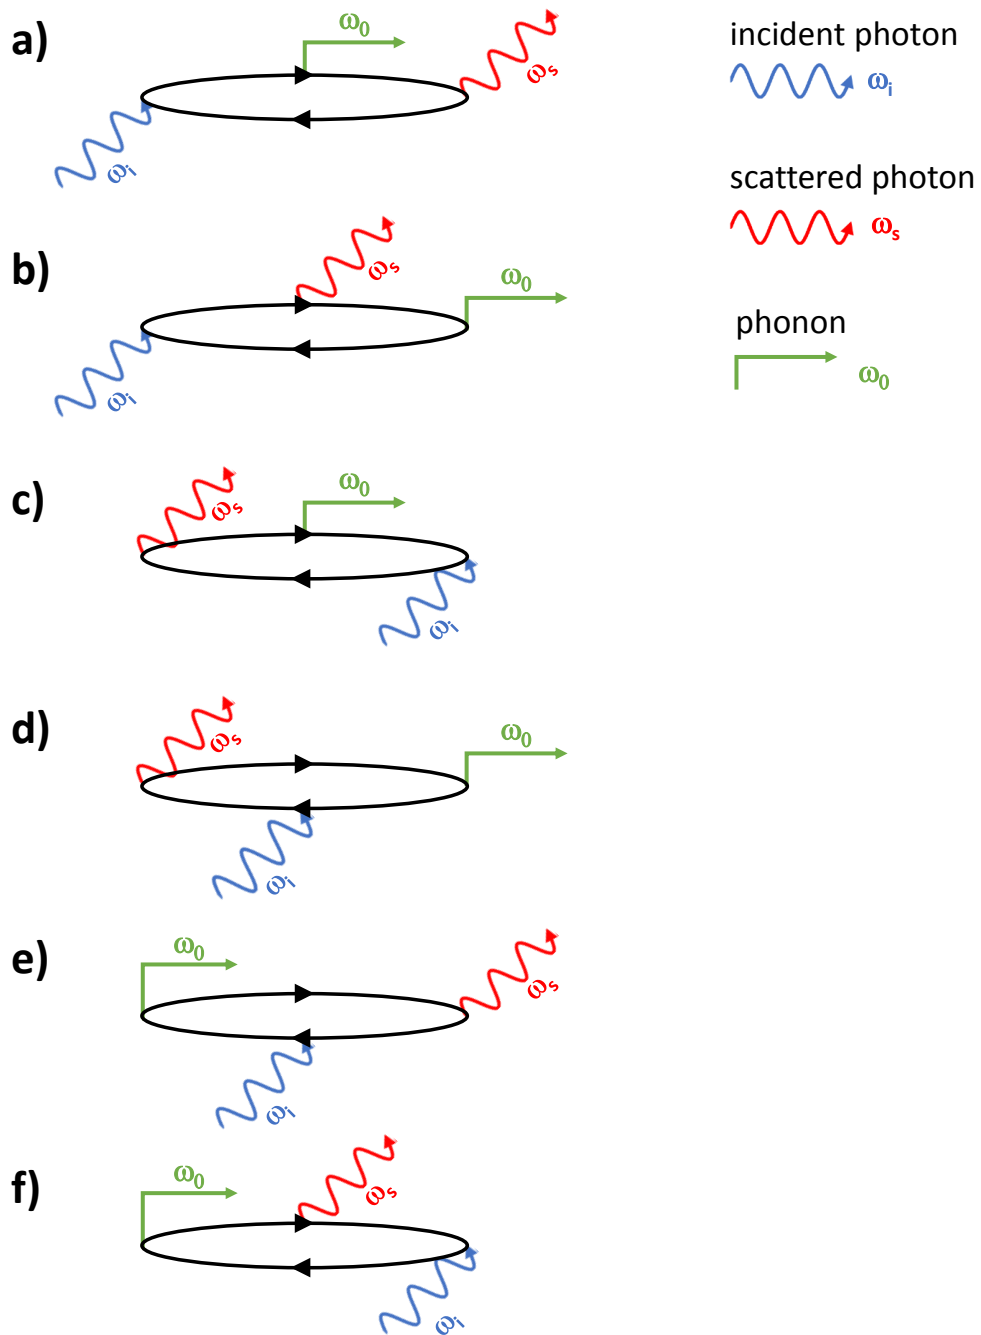 a)
ω₀
ωₛ
ωᵢ
incident photon
ωᵢ
scattered photon
ωₛ
b)
ωₛ
ω₀
ωᵢ
phonon
ω₀
c)
ωₛ
ω₀
ωᵢ
d)
ωₛ
ω₀
ωᵢ
e)
ω₀
ωₛ
ωᵢ
f)
ω₀
ωₛ
ωᵢ